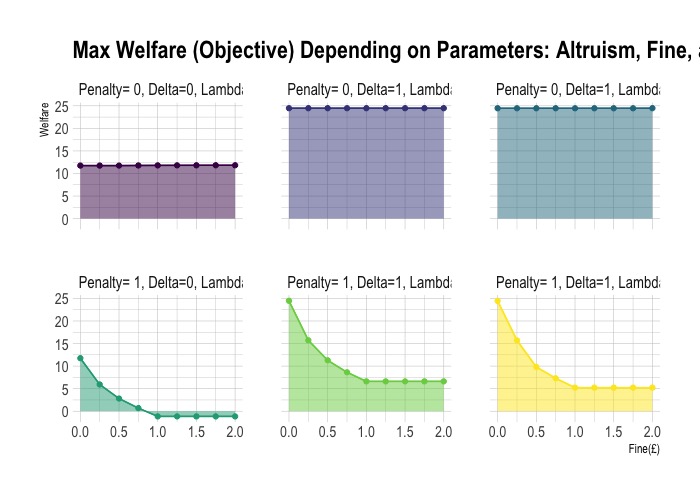 Max Welfare (Objective) Depending on Parameters: Altruism, Fine,
Penalty= 0, Delta=0, Lambd
Penalty= 0, Delta=1, Lambd
Penalty= 0, Delta=1, Lambd
Welfare
25
20
15
10
5
0
Penalty= 1, Delta=0, Lambd
Penalty= 1, Delta=1, Lambd
Penalty= 1, Delta=1, Lambd
25
20
15
10
5
0
0.0 0.5 1.0 1.5 2.0
0.0 0.5 1.0 1.5 2.0
0.0 0.5 1.0 1.5 2.0
Fine(£)